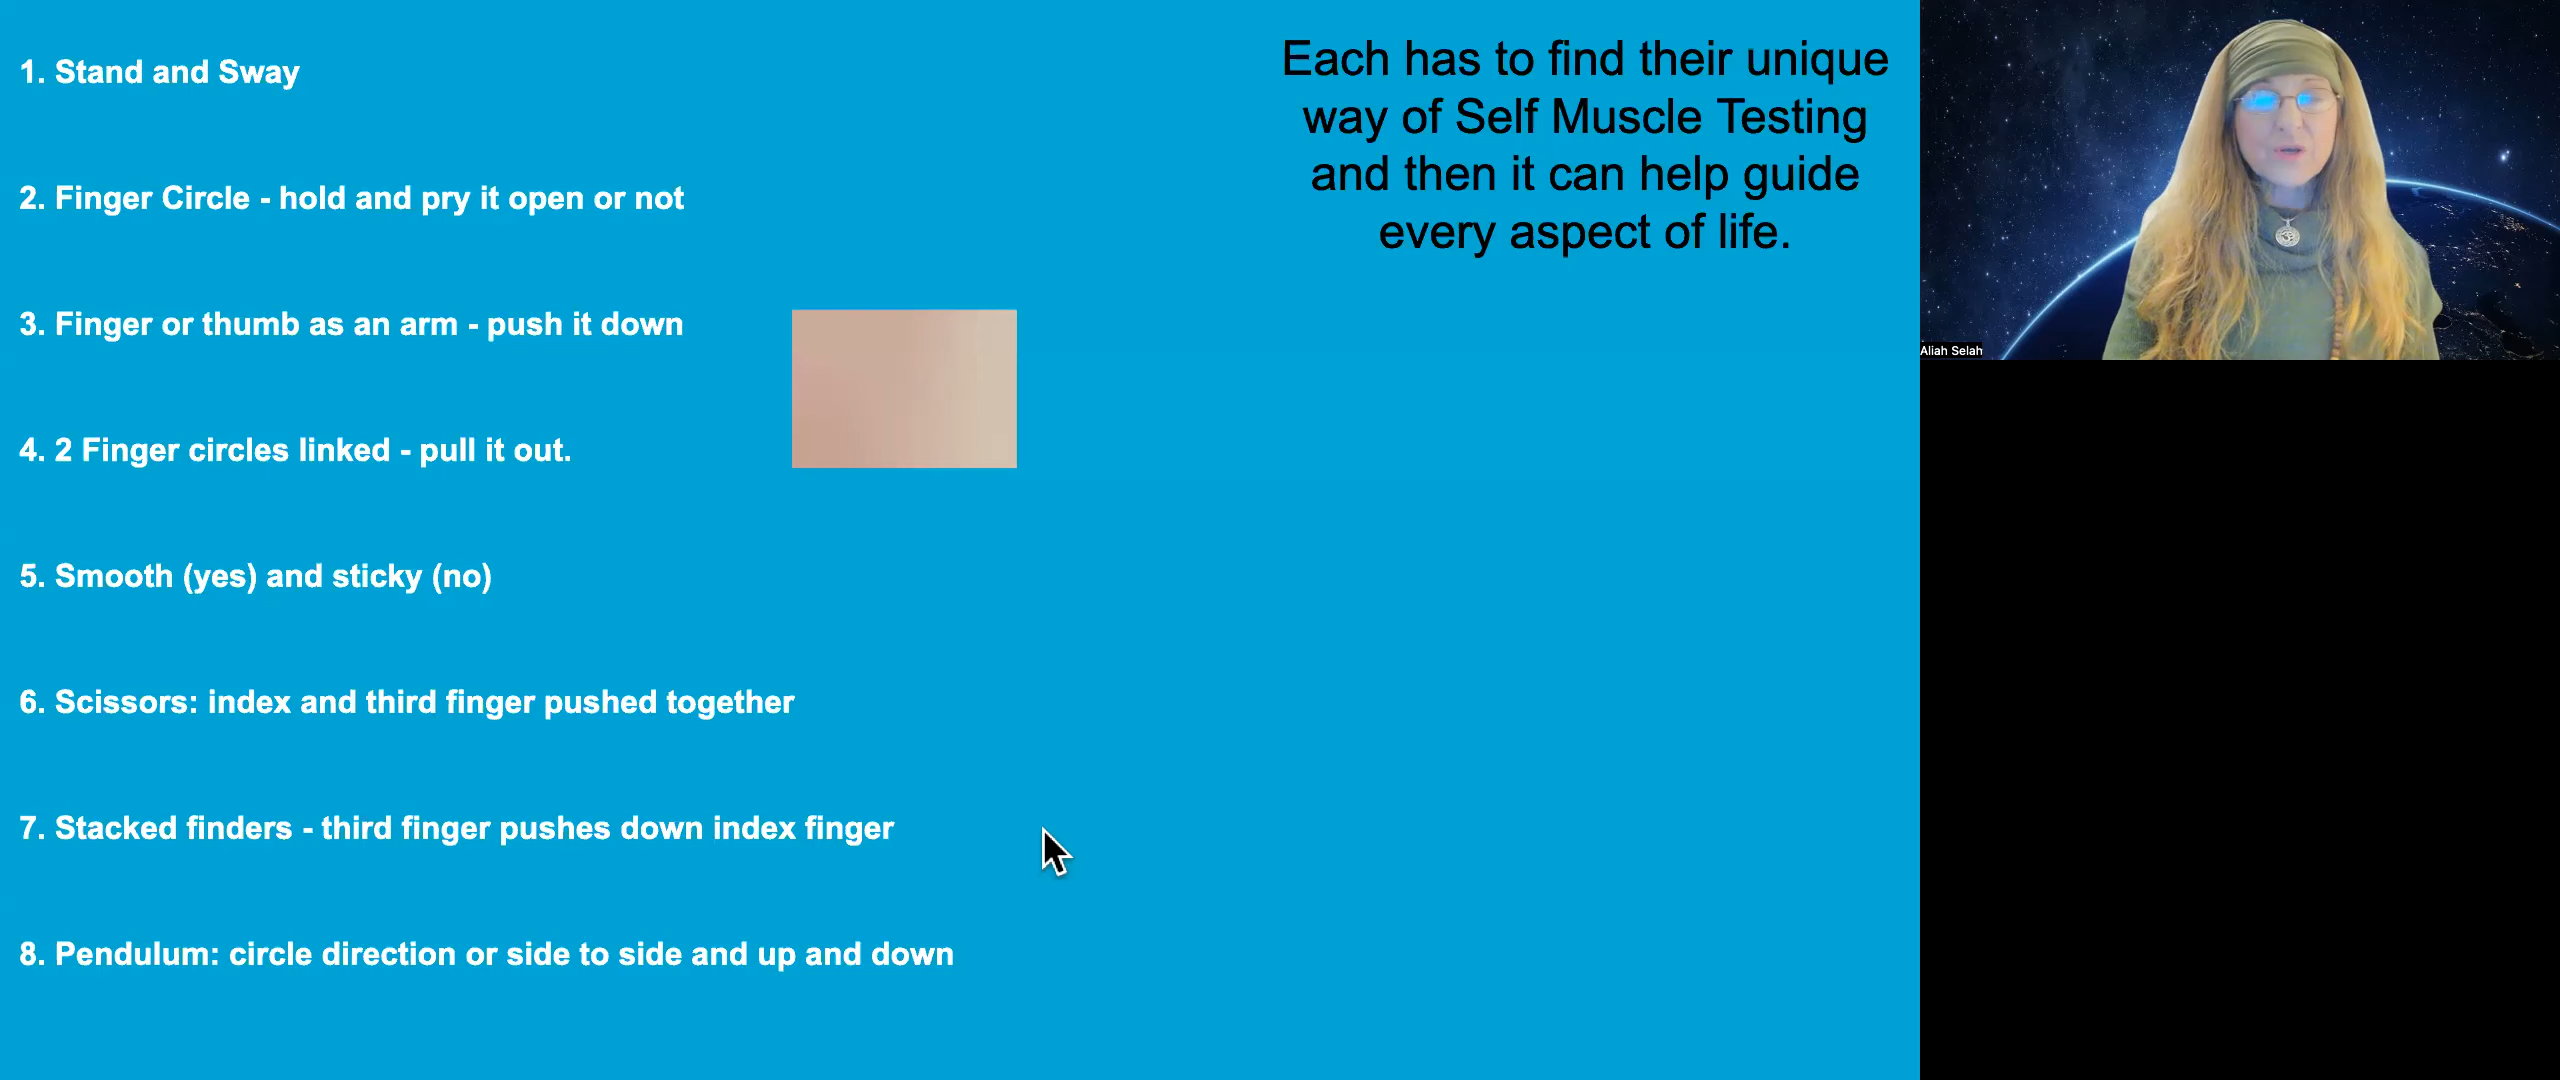 1. Stand and Sway
2. Finger Circle - hold and pry it open or not
3. Finger or thumb as an arm - push it down
4. 2 Finger circles linked - pull it out.
5. Smooth (yes) and sticky (no)
6. Scissors: index and third finger pushed together
7. Stacked finders - third finger pushes down index finger
8. Pendulum: circle direction or side to side and up and down
Each has to find their unique
way of Self Muscle Testing
and then it can help guide
every aspect of life.
Aliah Selah